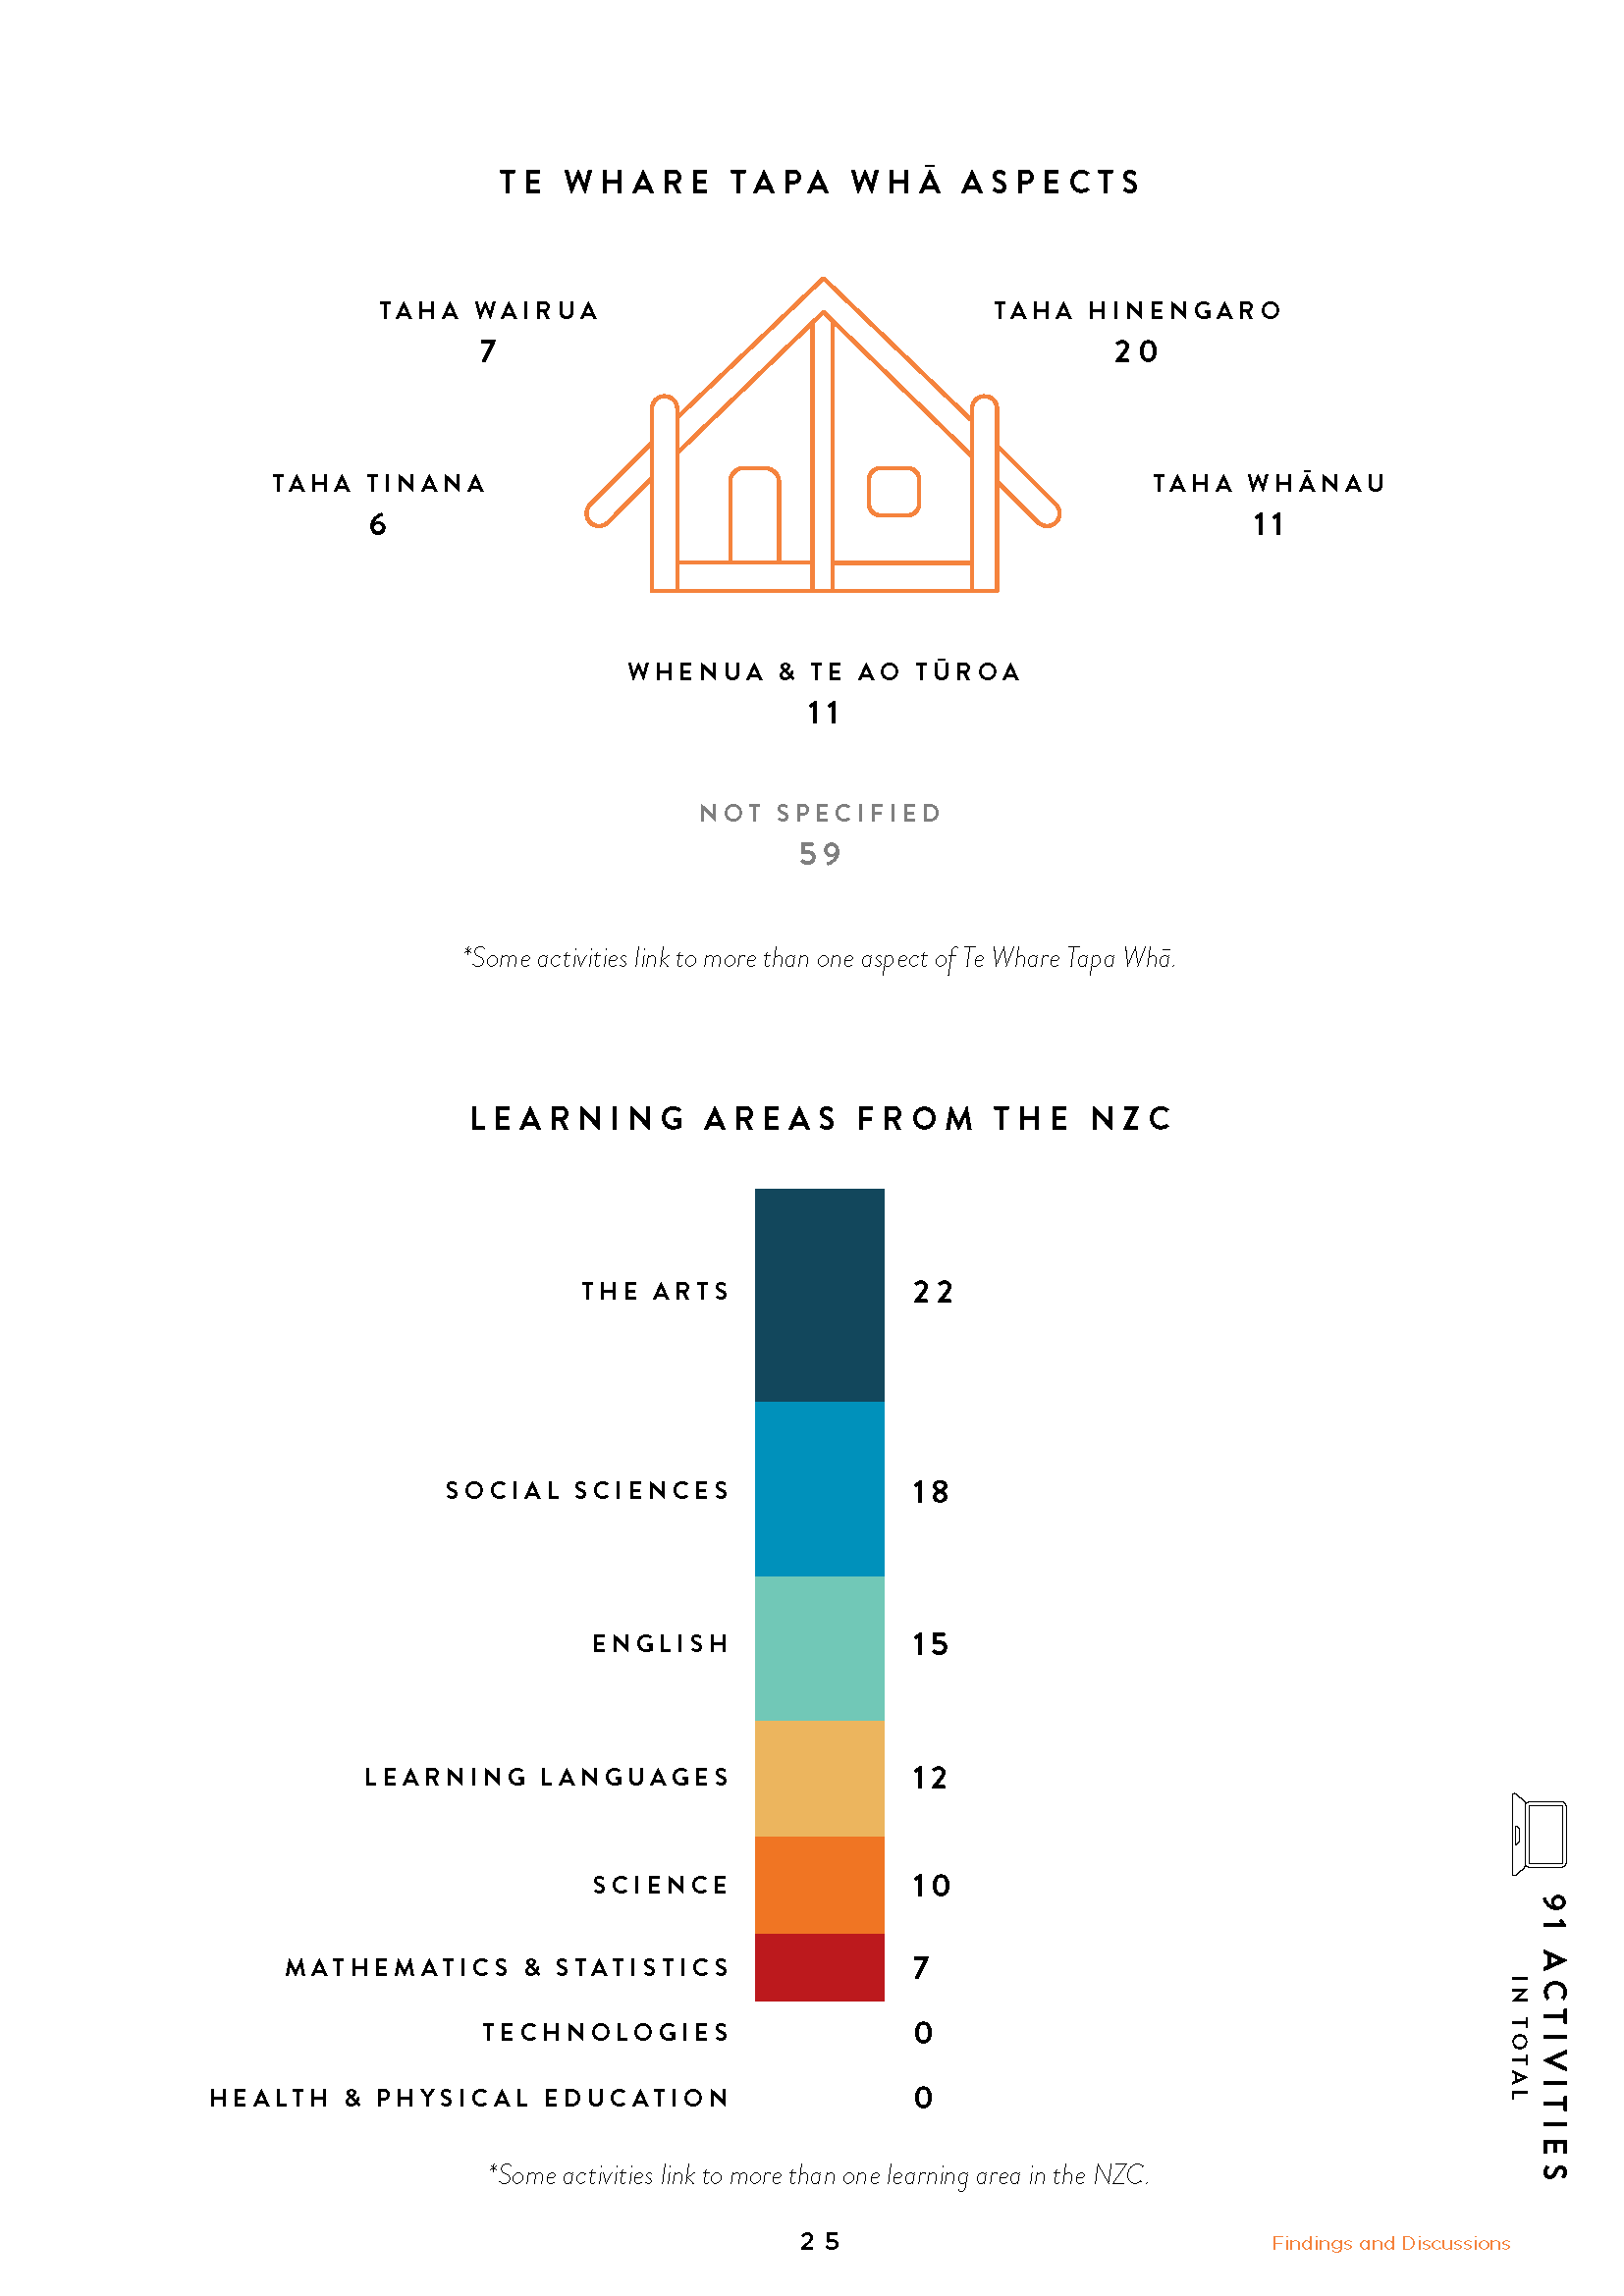 TE WHARE TAPA WHĀ ASPECTS
TAHA WAIRUA
7
TAHA HINENGARO
20
TAHA TINANA
6
TAHA WHĀNAU
11
WHENUA & TE AO TŪROA
11
NOT SPECIFIED
59
*Some activities link to more than one aspect of Te Whare Tapa Whā.
LEARNING AREAS FROM THE NZC
THE ARTS 22
SOCIAL SCIENCES 18
ENGLISH 15
LEARNING LANGUAGES 12
SCIENCE 10
MATHEMATICS & STATISTICS 7
TECHNOLOGIES 0
HEALTH & PHYSICAL EDUCATION 0
*Some activities link to more than one learning area in the NZC.
91 ACTIVITIES
IN TOTAL
25
Findings and Discussions